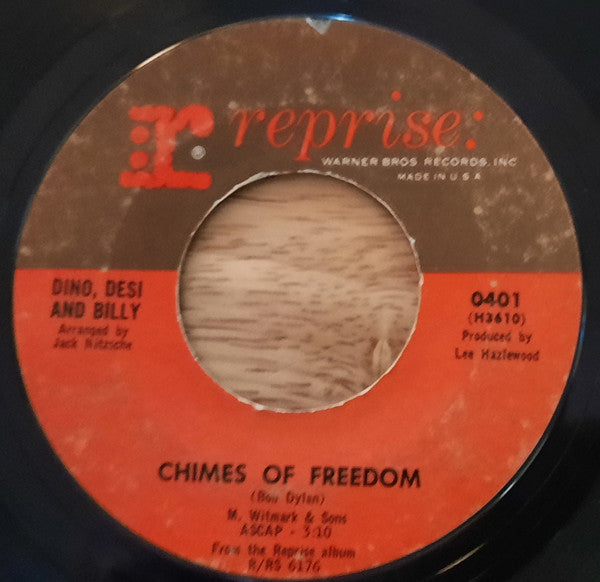 r:
®
reprise:
WARNER BROS. RECORDS, INC
MADE IN U.S.A
DINO, DESI
AND BILLY
Arranged by
Jack Nitzsche
0401
(H3610)
Produced by
Lee Hazlewood
CHIMES OF FREEDOM
(Bob Dylan)
M. Witmark & Sons
ASCAP - 3:10
From the Reprise album
R/RS 6176